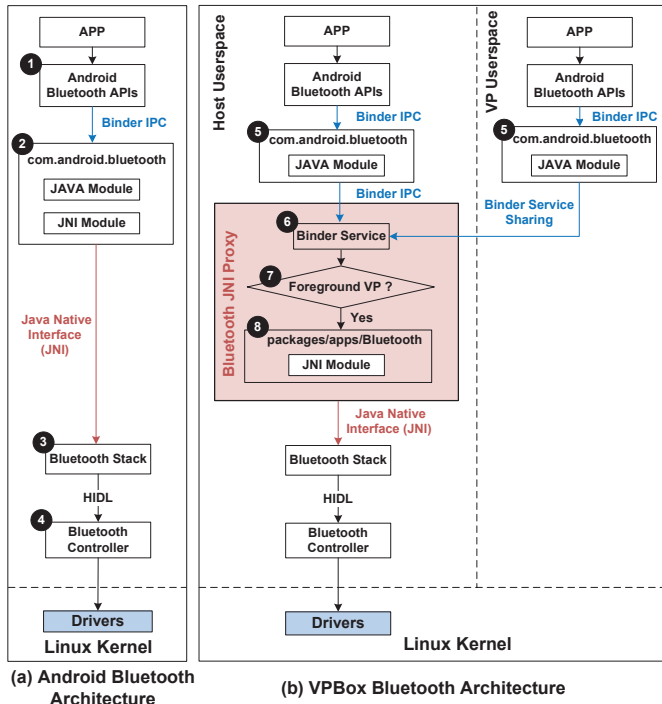 APP
1
Android
Bluetooth APIs
Binder IPC
2
com.android.bluetooth
JAVA Module
JNI Module
Java Native
Interface
(JNI)
3
Bluetooth Stack
HIDL
4
Bluetooth
Controller
Drivers
Linux Kernel
(a) Android Bluetooth
Architecture
Host Userspace
APP
Android
Bluetooth APIs
Binder IPC
5
com.android.bluetooth
JAVA Module
Binder IPC
Bluetooth JNI Proxy
6
Binder Service
7
Foreground VP ?
Yes
8
packages/apps/Bluetooth
JNI Module
Java Native
Interface (JNI)
Bluetooth Stack
HIDL
Bluetooth
Controller
Drivers
VP Userspace
APP
Android
Bluetooth APIs
Binder IPC
5
com.android.bluetooth
JAVA Module
Binder Service
Sharing
Linux Kernel
(b) VPBox Bluetooth Architecture